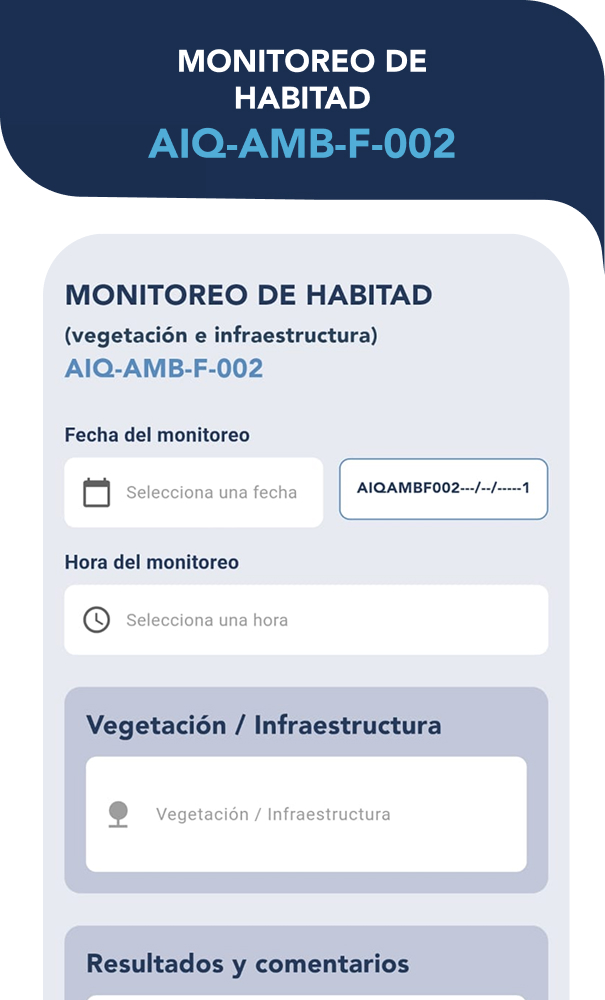 MONITOREO DE
HABITAD
AIQ-AMB-F-002
MONITOREO DE HABITAD
(vegetación e infraestructura)
AIQ-AMB-F-002
Fecha del monitoreo
Selecciona una fecha
AIQAMBF002---/--/-----1
Hora del monitoreo
Selecciona una hora
Vegetación / Infraestructura
Vegetación / Infraestructura
Resultados y comentarios